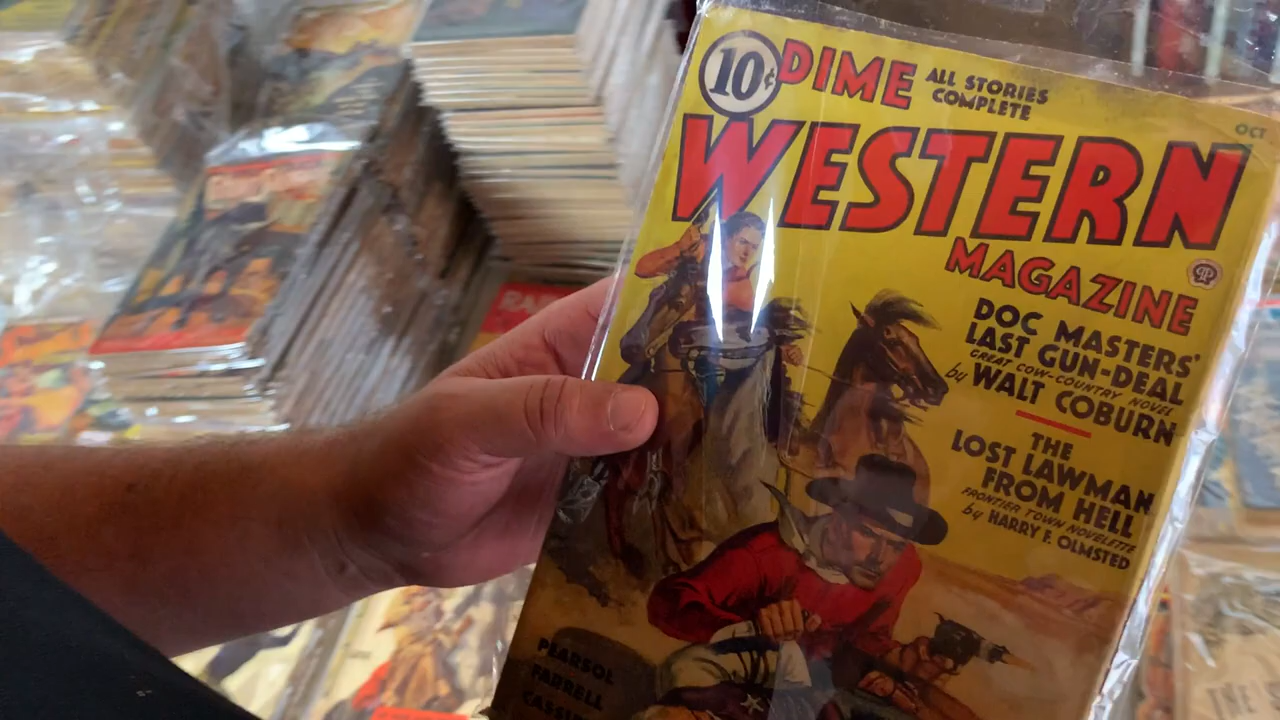 10¢ DIME ALL STORIES
COMPLETE
OCT
WESTERN
MAGAZINE
DOC MASTERS'
LAST GUN-DEAL
GREAT COW-COUNTRY NOVEL
by WALT COBURN
THE
LOST LAWMAN
FROM HELL
FRONTIER TOWN NOVELETTE
by HARRY F. OLMSTED
PEARSOL
FARRELL